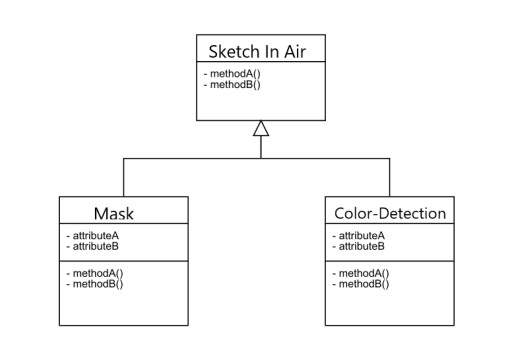 Sketch In Air
- methodA()
- methodB()
Mask
- attributeA
- attributeB
- methodA()
- methodB()
Color-Detection
- attributeA
- attributeB
- methodA()
- methodB()